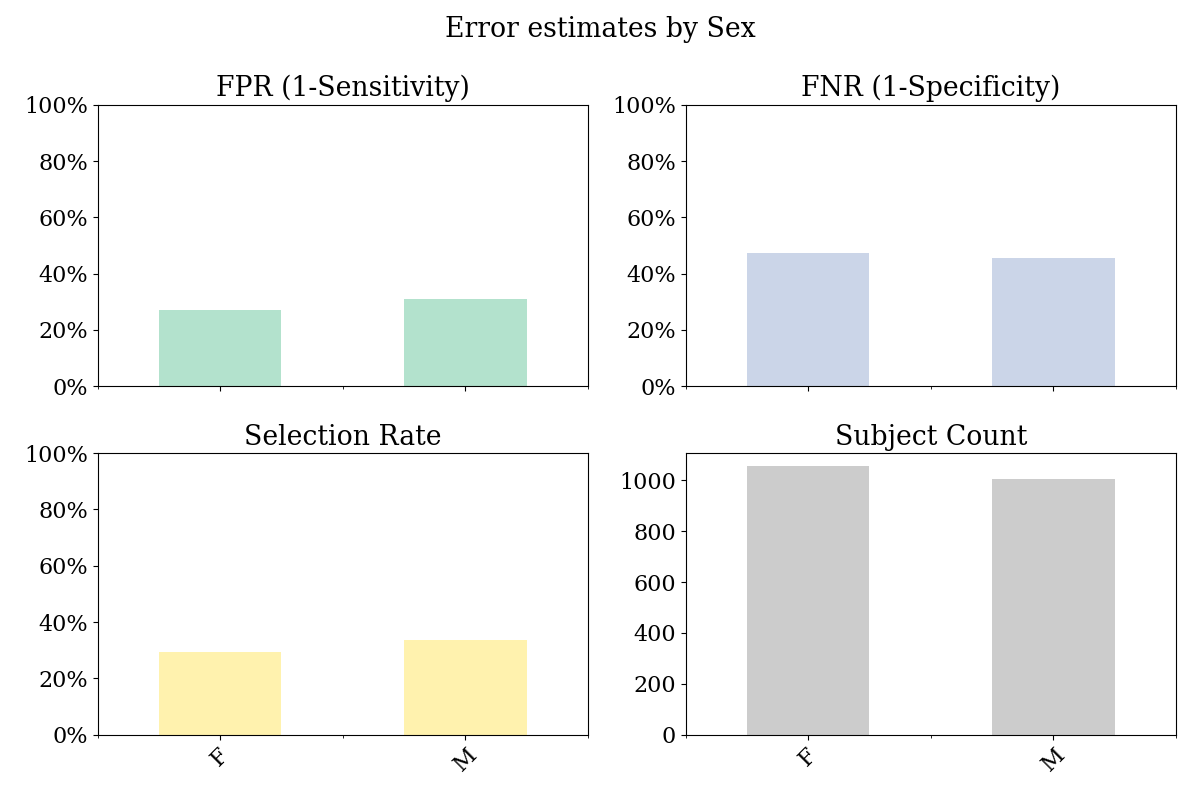 Error estimates by Sex
FPR (1-Sensitivity)
100%
80%
60%
40%
20%
0%
FNR (1-Specificity)
100%
80%
60%
40%
20%
0%
Selection Rate
100%
80%
60%
40%
20%
0%
F
M
Subject Count
1000
800
600
400
200
0
F
M